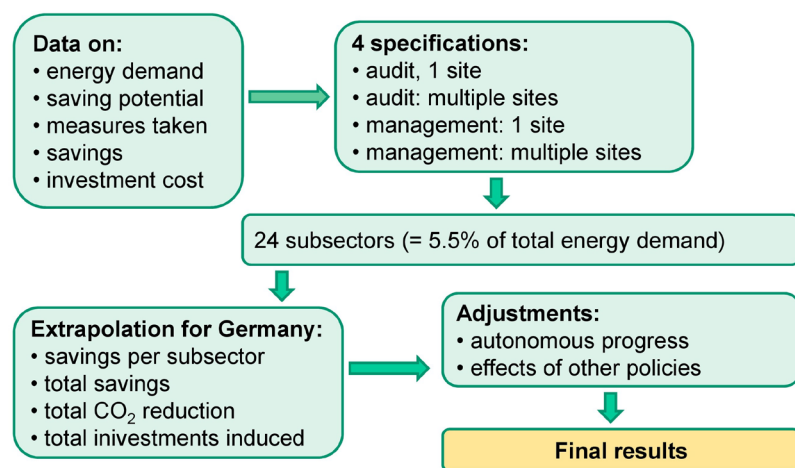 Data on:
• energy demand
• saving potential
• measures taken
• savings
• investment cost
4 specifications:
• audit, 1 site
• audit: multiple sites
• management: 1 site
• management: multiple sites
24 subsectors (= 5.5% of total energy demand)
Extrapolation for Germany:
• savings per subsector
• total savings
• total CO₂ reduction
• total inivestments induced
Adjustments:
• autonomous progress
• effects of other policies
Final results